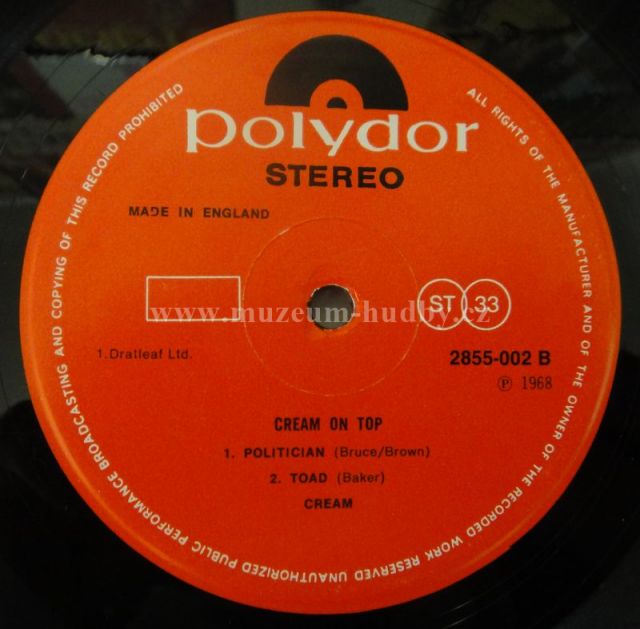 polydor
STEREO
MADE IN ENGLAND
ST 33
www.muzeum-hudby.cz
1. Dratleaf Ltd.
2855-002 B
℗ 1968
CREAM ON TOP
1. POLITICIAN (Bruce/Brown)
2. TOAD (Baker)
CREAM
ALL RIGHTS OF THE MANUFACTURER AND OF THE OWNER OF THE RECORDED WORK RESERVED UNAUTHORIZED PUBLIC PERFORMANCE BROADCASTING AND COPYING OF THIS RECORD PROHIBITED